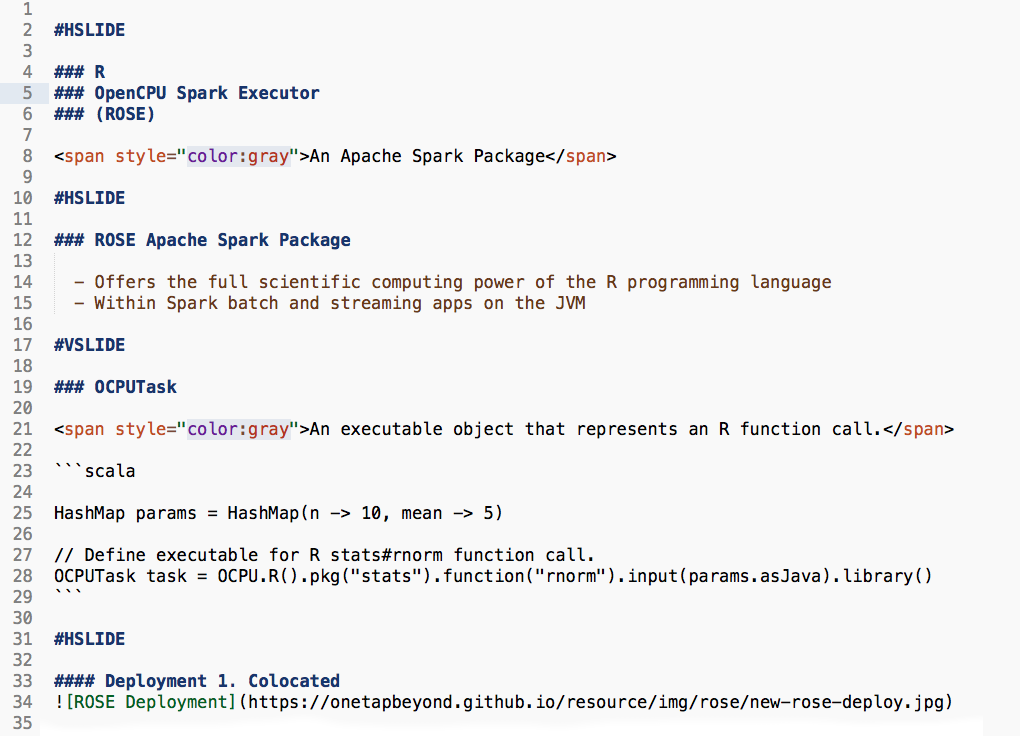 1
2 #HSLIDE
3
4 ### R
5 ### OpenCPU Spark Executor
6 ### (ROSE)
7
8 <span style="color:gray">An Apache Spark Package</span>
9
10 #HSLIDE
11
12 ### ROSE Apache Spark Package
13
14   - Offers the full scientific computing power of the R programming language
15   - Within Spark batch and streaming apps on the JVM
16
17 #VSLIDE
18
19 ### OCPUTask
20
21 <span style="color:gray">An executable object that represents an R function call.</span>
22
23 ```scala
24
25 HashMap params = HashMap(n -> 10, mean -> 5)
26
27 // Define executable for R stats#rnorm function call.
28 OCPUTask task = OCPU.R().pkg("stats").function("rnorm").input(params.asJava).library()
29 ```
30
31 #HSLIDE
32
33 #### Deployment 1. Colocated
34 ![ROSE Deployment](https://onetapbeyond.github.io/resource/img/rose/new-rose-deploy.jpg)
35